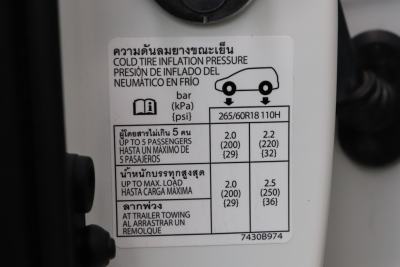 ความดันลมยางขณะเย็น
COLD TIRE INFLATION PRESSURE
PRESIÓN DE INFLADO DEL
NEUMÁTICO EN FRÍO
bar
(kPa)
{psi}
265/60R18 110H
ผู้โดยสารไม่เกิน 5 คน
UP TO 5 PASSENGERS
HASTA UN MÁXIMO DE
5 PASAJEROS
2.0
(200)
{29}
2.2
(220)
{32}
น้ำหนักบรรทุกสูงสุด
UP TO MAX. LOAD
HASTA CARGA MÁXIMA
ลากพ่วง
AT TRAILER TOWING
AL ARRASTRAR UN
REMOLQUE
2.0
(200)
{29}
2.5
(250)
{36}
7430B974